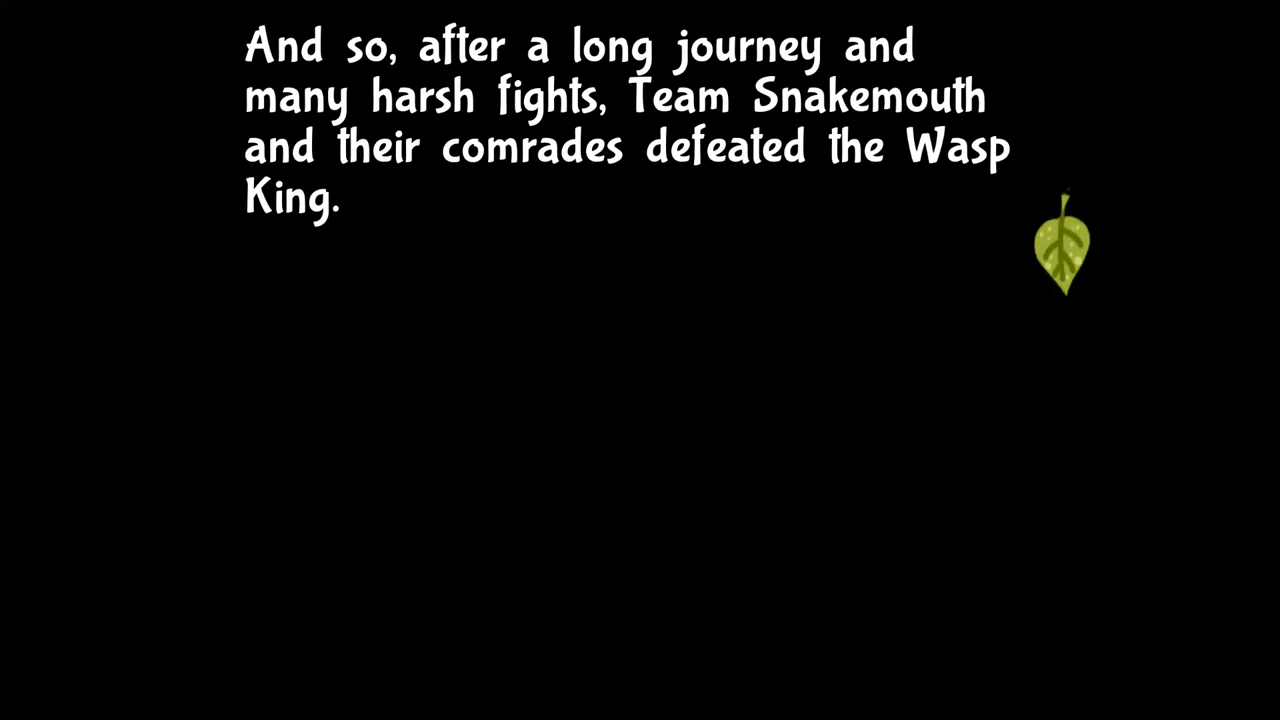 And so, after a long journey and
many harsh fights, Team Snakemouth
and their comrades defeated the Wasp
King.